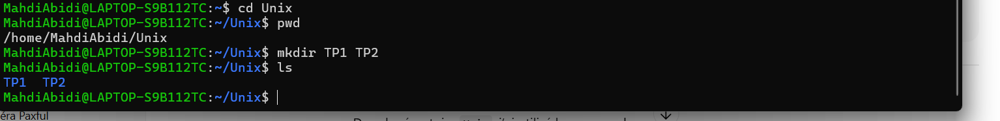 MahdiAbidi@LAPTOP-S9B112TC:~$ cd Unix
MahdiAbidi@LAPTOP-S9B112TC:~/Unix$ pwd
/home/MahdiAbidi/Unix
MahdiAbidi@LAPTOP-S9B112TC:~/Unix$ mkdir TP1 TP2
MahdiAbidi@LAPTOP-S9B112TC:~/Unix$ ls
TP1  TP2
MahdiAbidi@LAPTOP-S9B112TC:~/Unix$
éra Paxful